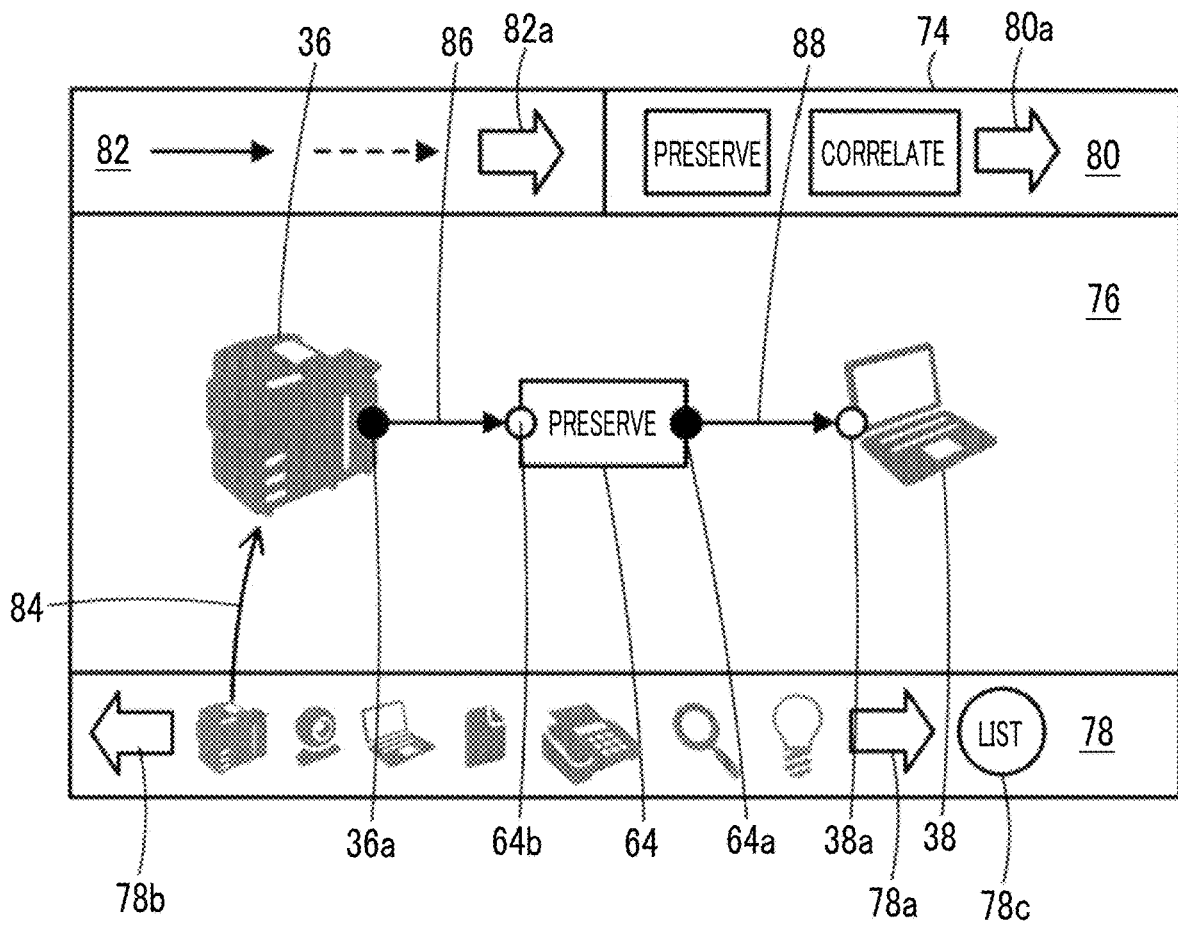 36 86 82a 88 74 80a
82 PRESERVE CORRELATE 80
76
PRESERVE
84
LIST 78
36a 64b 64 64a 38a 38
78b 78a 78c